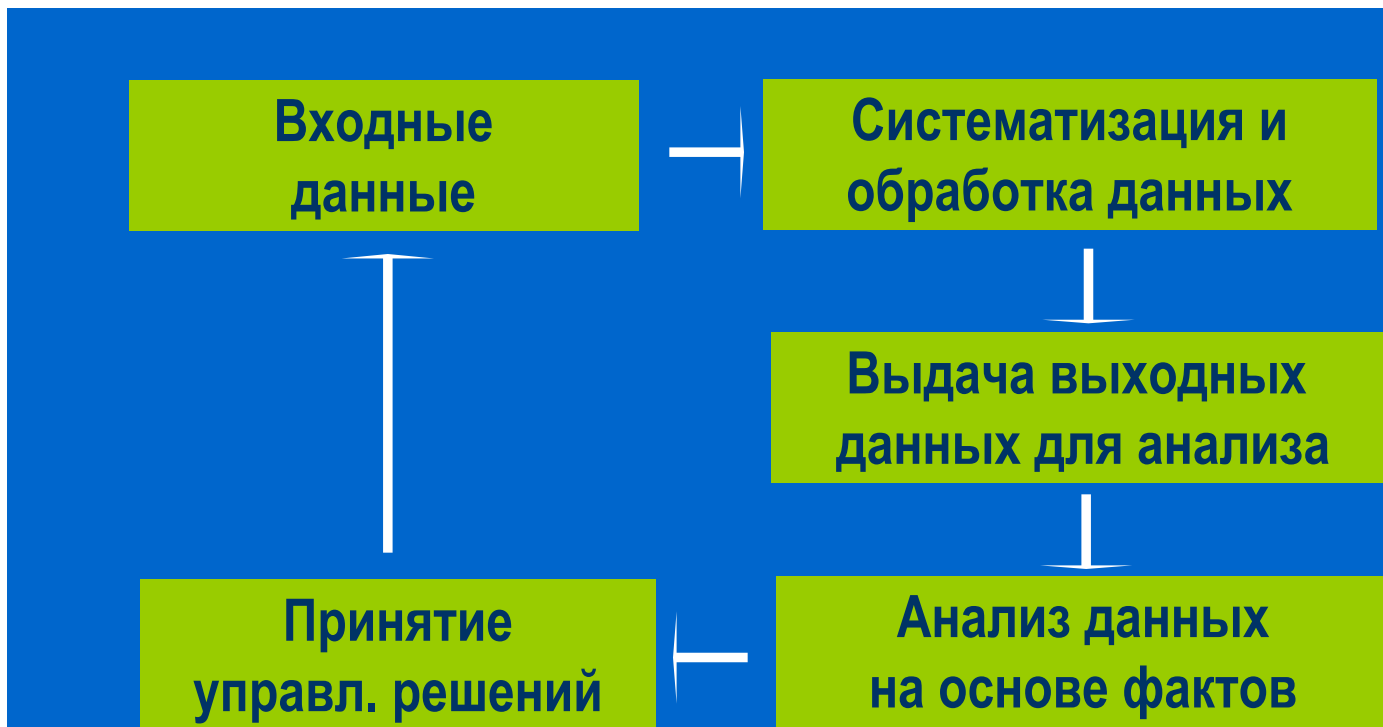 Входные
данные
Систематизация и
обработка данных
Выдача выходных
данных для анализа
Анализ данных
на основе фактов
Принятие
управл. решений